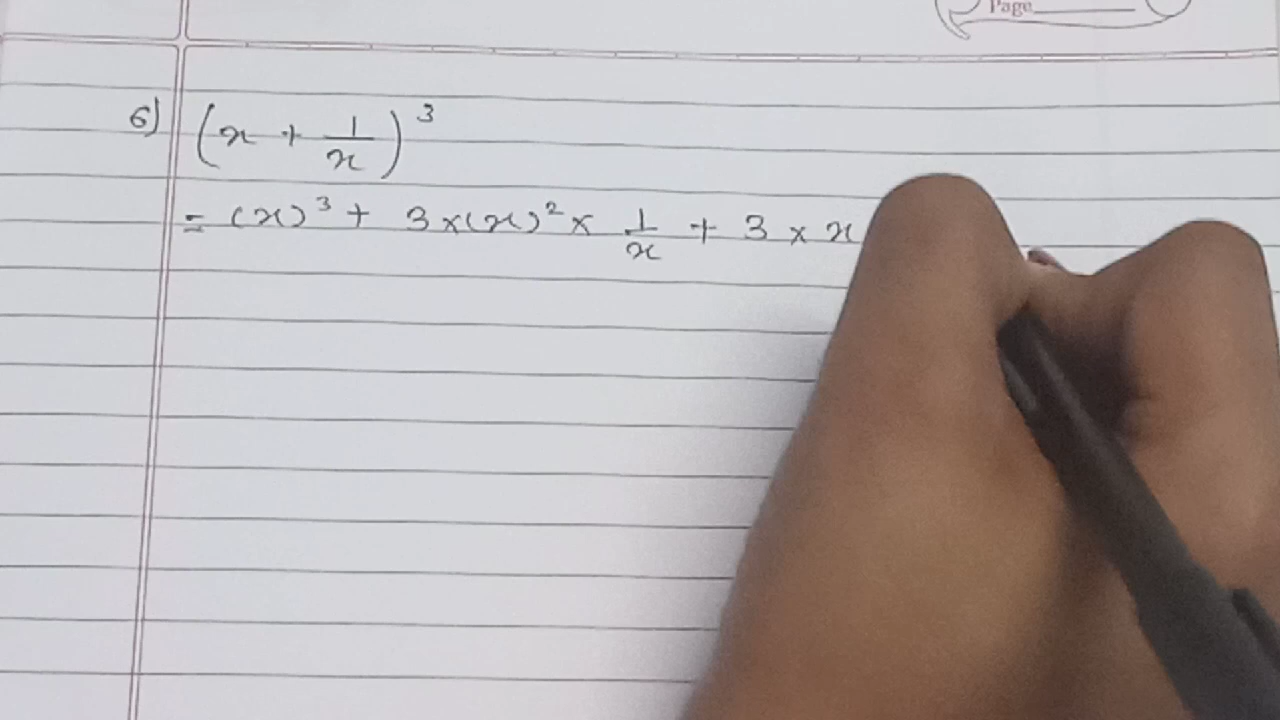 Page
6) (x + 1/x)^3
= (x)^3 + 3×(x)^2 × 1/x + 3 × x